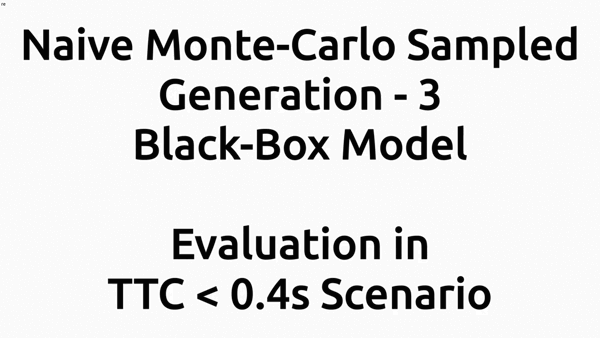 Naive Monte-Carlo Sampled
Generation - 3
Black-Box Model
Evaluation in
TTC < 0.4s Scenario